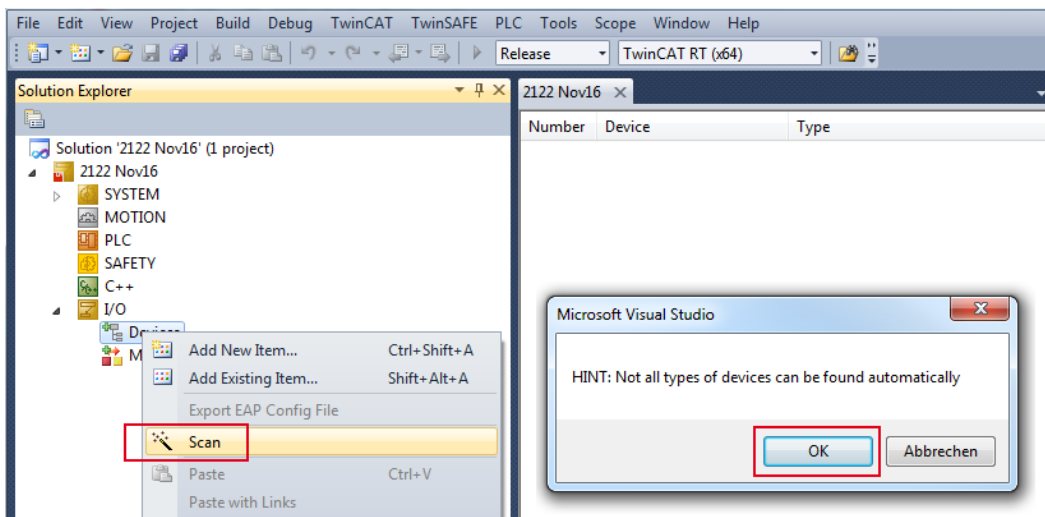 File Edit View Project Build Debug TwinCAT TwinSAFE PLC Tools Scope Window Help
Release TwinCAT RT (x64)
Solution Explorer
Solution '2122 Nov16' (1 project)
2122 Nov16
SYSTEM
MOTION
PLC
SAFETY
C++
I/O
Devices
M
Add New Item... Ctrl+Shift+A
Add Existing Item... Shift+Alt+A
Export EAP Config File
Scan
Paste Ctrl+V
Paste with Links
2122 Nov16
Number Device Type
Microsoft Visual Studio
HINT: Not all types of devices can be found automatically
OK Abbrechen